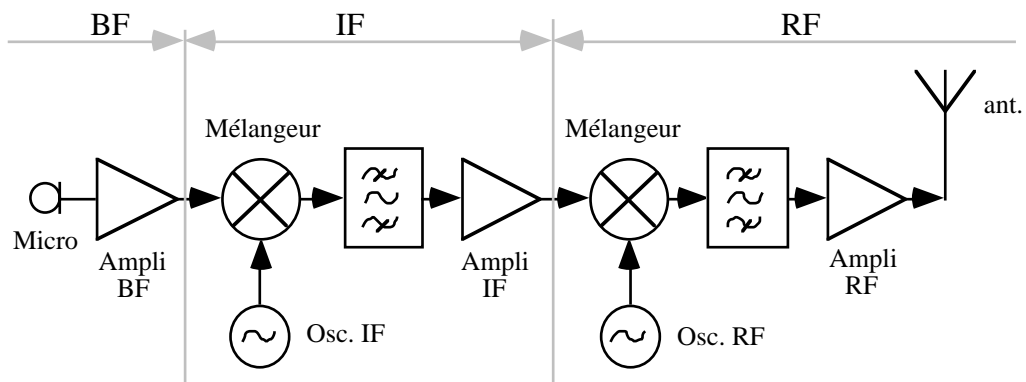 BF
IF
RF
ant.
Mélangeur
Mélangeur
Micro
Ampli
BF
Ampli
IF
Ampli
RF
Osc. IF
Osc. RF